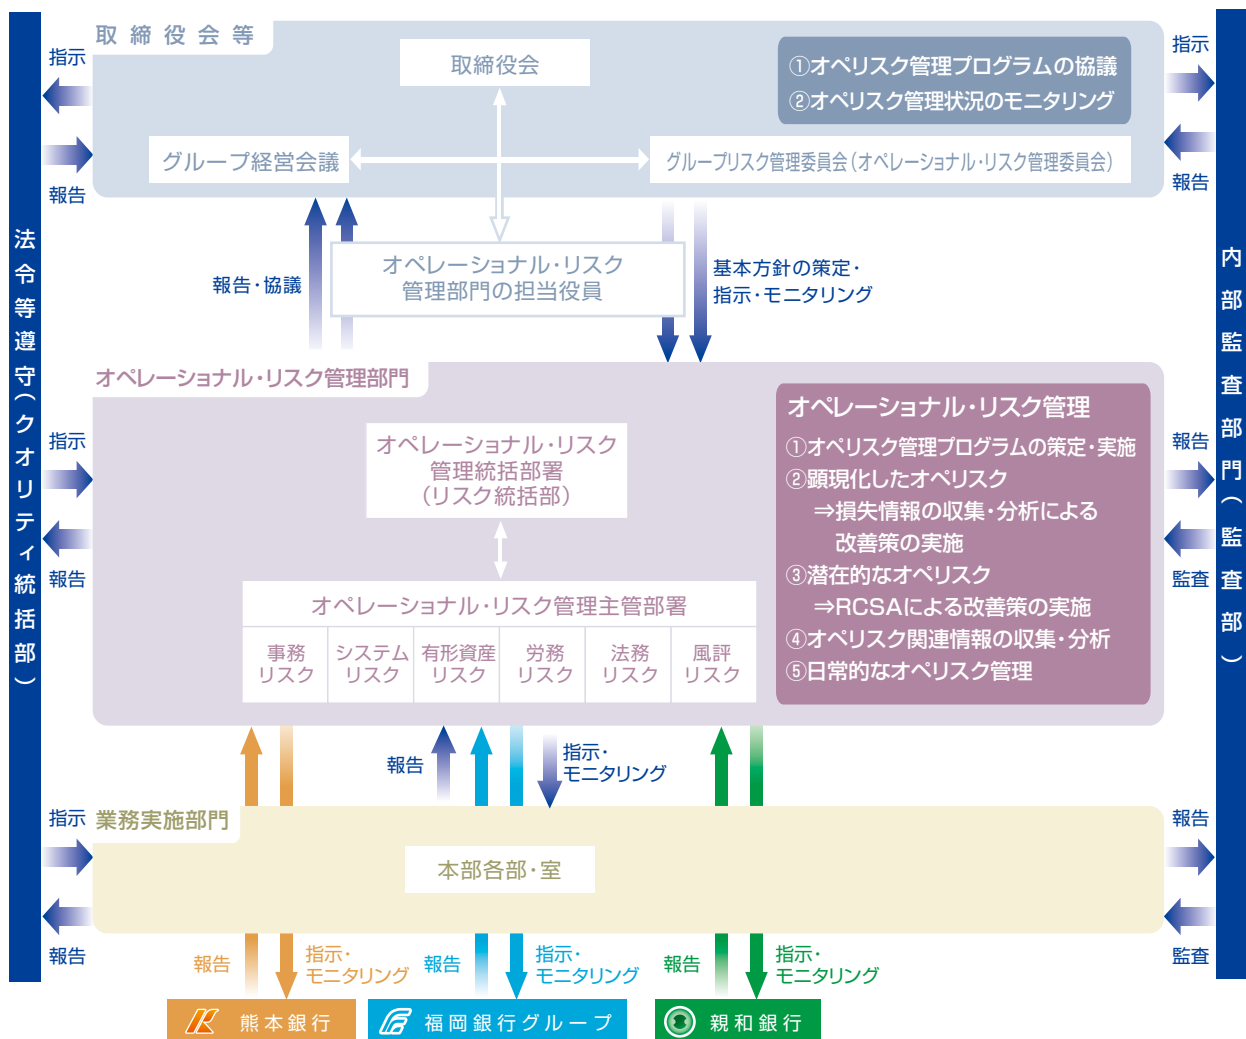 取締役会等
取締役会
①オペリスク管理プログラムの協議
②オペリスク管理状況のモニタリング
グループ経営会議
グループリスク管理委員会（オペレーショナル・リスク管理委員会）
指示
報告
指示
報告
法令等遵守（クオリティ統括部）
内部監査部門（監査部）
報告・協議
オペレーショナル・リスク
管理部門の担当役員
基本方針の策定・
指示・モニタリング
オペレーショナル・リスク管理部門
オペレーショナル・リスク
管理統括部署
（リスク統括部）
オペレーショナル・リスク管理
①オペリスク管理プログラムの策定・実施
②顕現化したオペリスク
⇒損失情報の収集・分析による
改善策の実施
③潜在的なオペリスク
⇒RCSAによる改善策の実施
④オペリスク関連情報の収集・分析
⑤日常的なオペリスク管理
指示
報告
報告
監査
オペレーショナル・リスク管理主管部署
事務
リスク
システム
リスク
有形資産
リスク
労務
リスク
法務
リスク
風評
リスク
報告
指示・
モニタリング
業務実施部門
本部各部・室
指示
報告
報告
監査
報告
指示・
モニタリング
報告
指示・
モニタリング
報告
指示・
モニタリング
熊本銀行
福岡銀行グループ
親和銀行